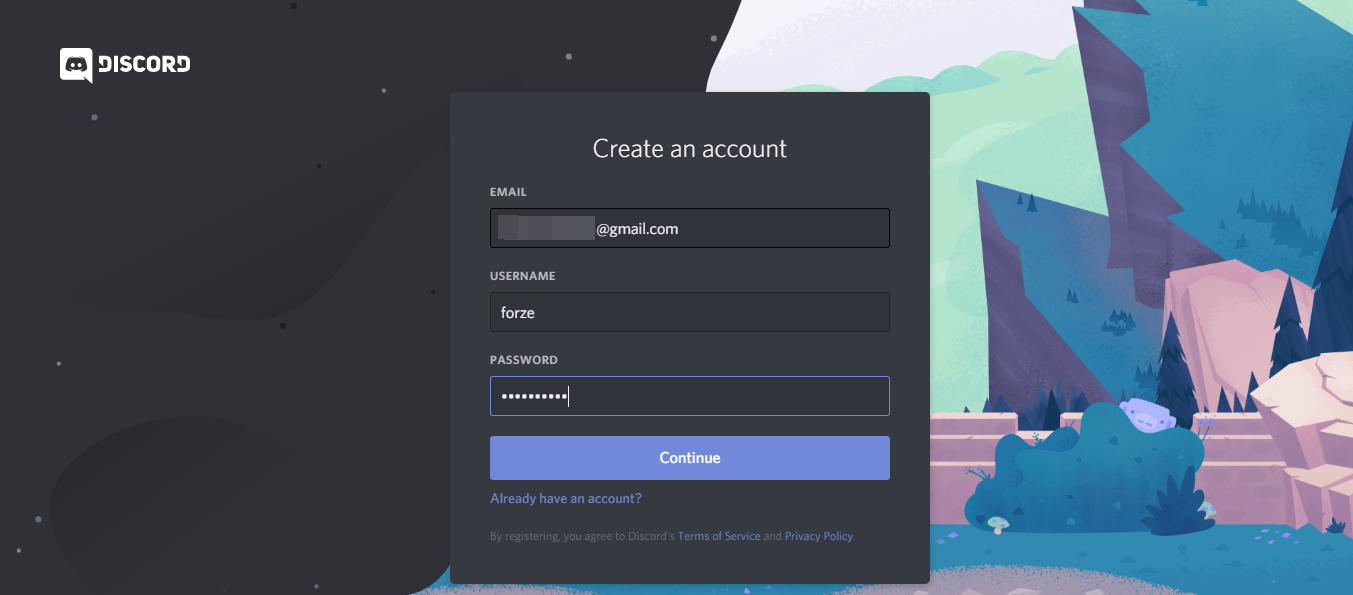 DISCORD
Create an account
EMAIL
@gmail.com
USERNAME
forze
PASSWORD
••••••••••
Continue
Already have an account?
By registering, you agree to Discord's Terms of Service and Privacy Policy.